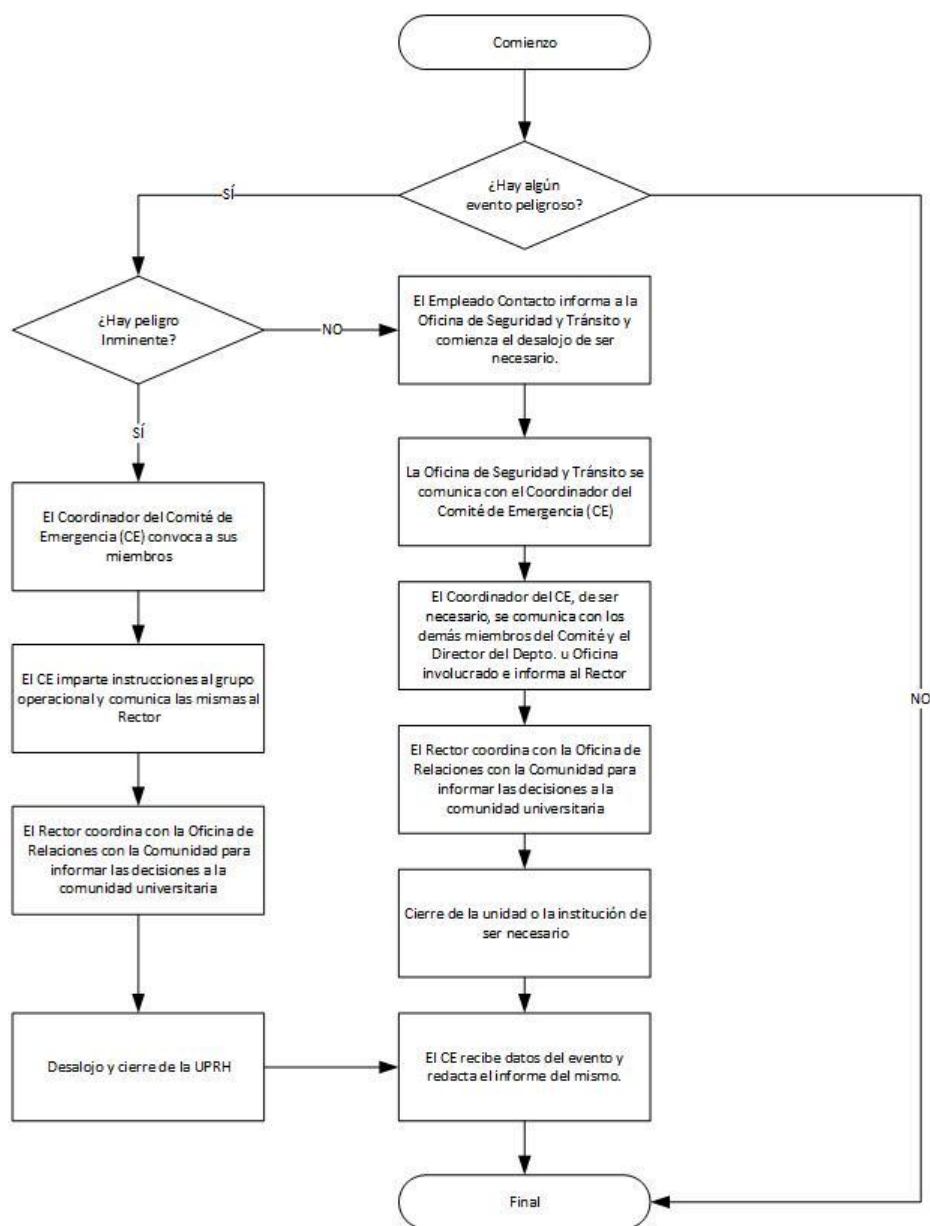 Comienzo
¿Hay algún
evento peligroso?
SÍ
NO
¿Hay peligro
Inminente?
NO
SÍ
El Empleado Contacto informa a la
Oficina de Seguridad y Tránsito y
comienza el desalojo de ser
necesario.
La Oficina de Seguridad y Tránsito se
comunica con el Coordinador del
Comité de Emergencia (CE)
El Coordinador del CE, de ser
necesario, se comunica con los
demás miembros del Comité y el
Director del Depto. u Oficina
involucrado e informa al Rector
El Rector coordina con la Oficina de
Relaciones con la Comunidad para
informar las decisiones a la
comunidad universitaria
Cierre de la unidad o la institución de
ser necesario
El Coordinador del Comité de
Emergencia (CE) convoca a sus
miembros
El CE imparte instrucciones al grupo
operacional y comunica las mismas al
Rector
El Rector coordina con la Oficina de
Relaciones con la Comunidad para
informar las decisiones a la
comunidad universitaria
Desalojo y cierre de la UPRH
El CE recibe datos del evento y
redacta el informe del mismo.
Final